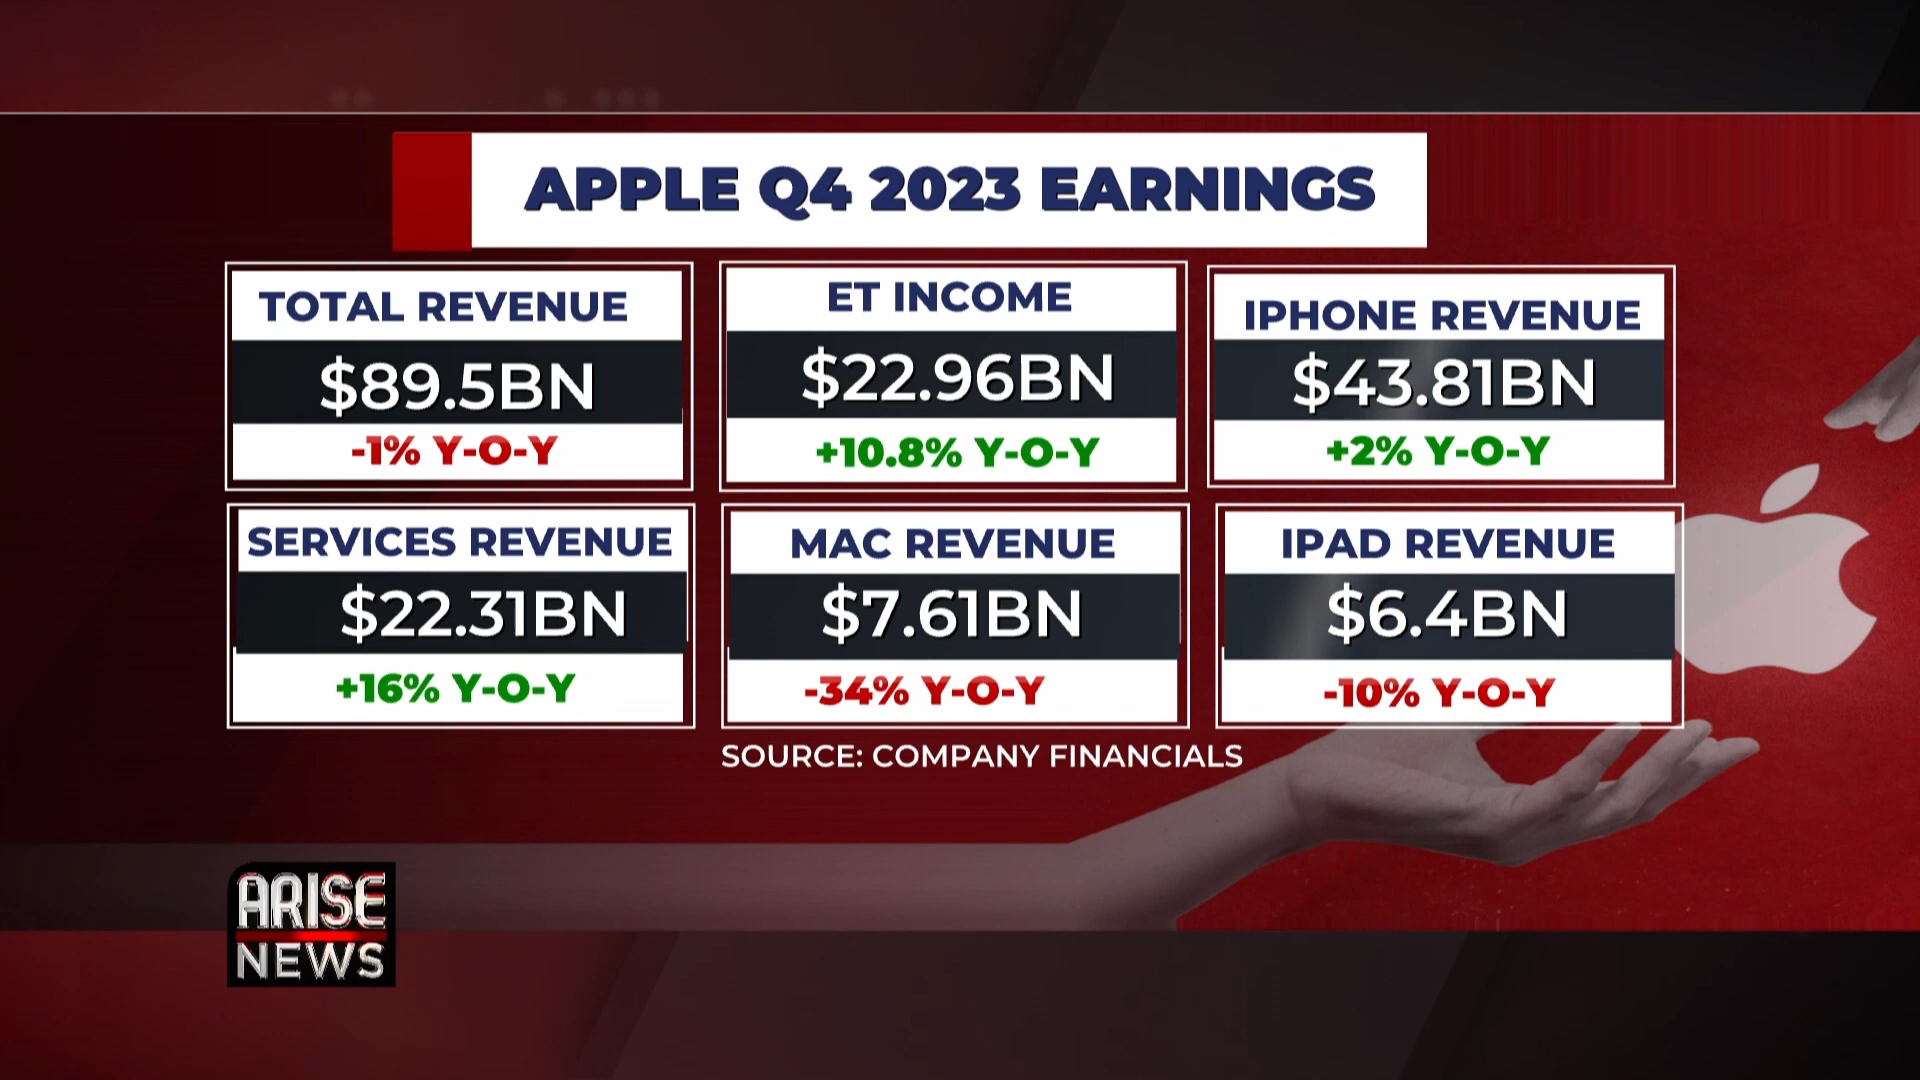 APPLE Q4 2023 EARNINGS
TOTAL REVENUE
$89.5BN
-1% Y-O-Y
ET INCOME
$22.96BN
+10.8% Y-O-Y
IPHONE REVENUE
$43.81BN
+2% Y-O-Y
SERVICES REVENUE
$22.31BN
+16% Y-O-Y
MAC REVENUE
$7.61BN
-34% Y-O-Y
IPAD REVENUE
$6.4BN
-10% Y-O-Y
SOURCE: COMPANY FINANCIALS
ARISE
NEWS